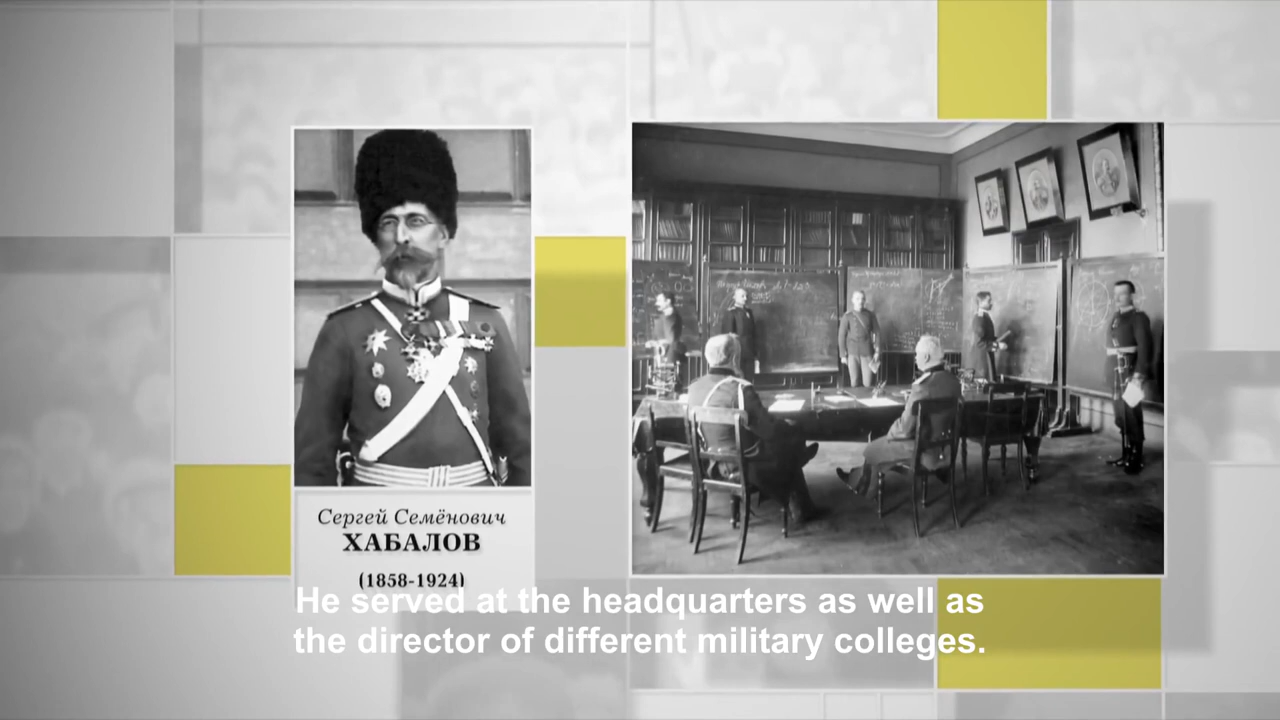 Сергей Семёнович
ХАБАЛОВ
(1858-1924)
He served at the headquarters as well as
the director of different military colleges.